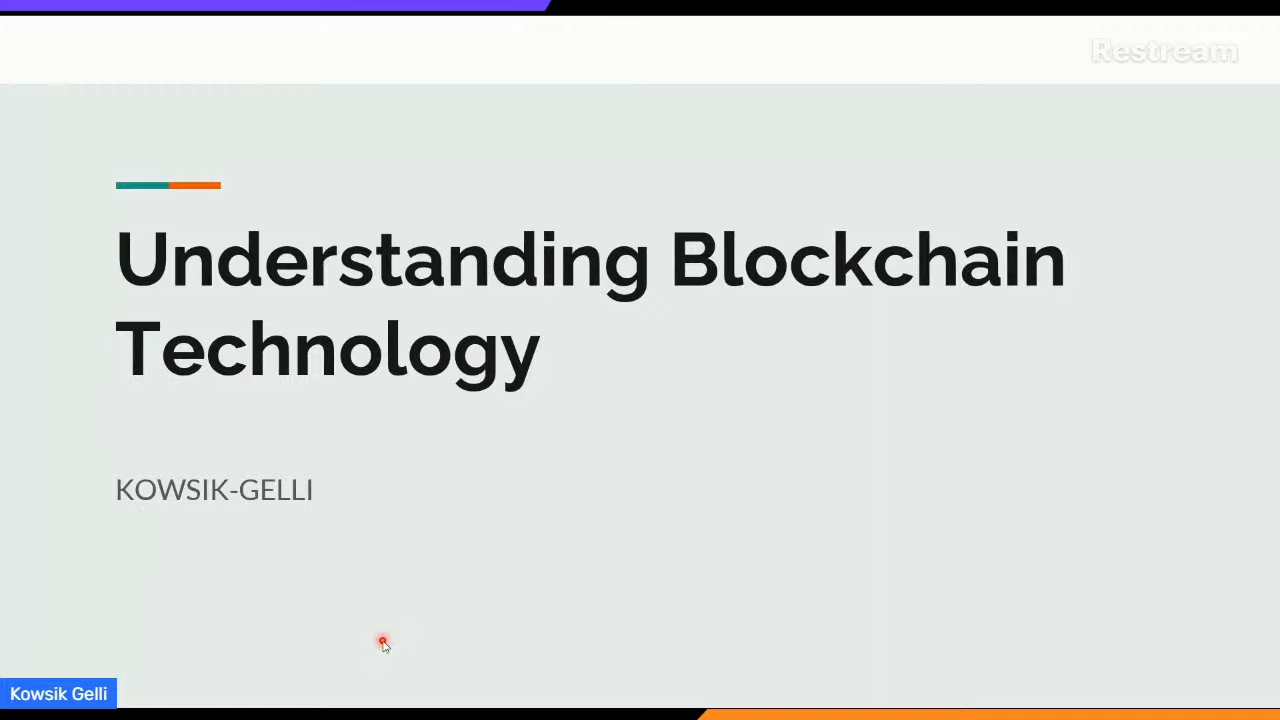 Restream
Understanding Blockchain
Technology
KOWSIK-GELLI
Kowsik Gelli